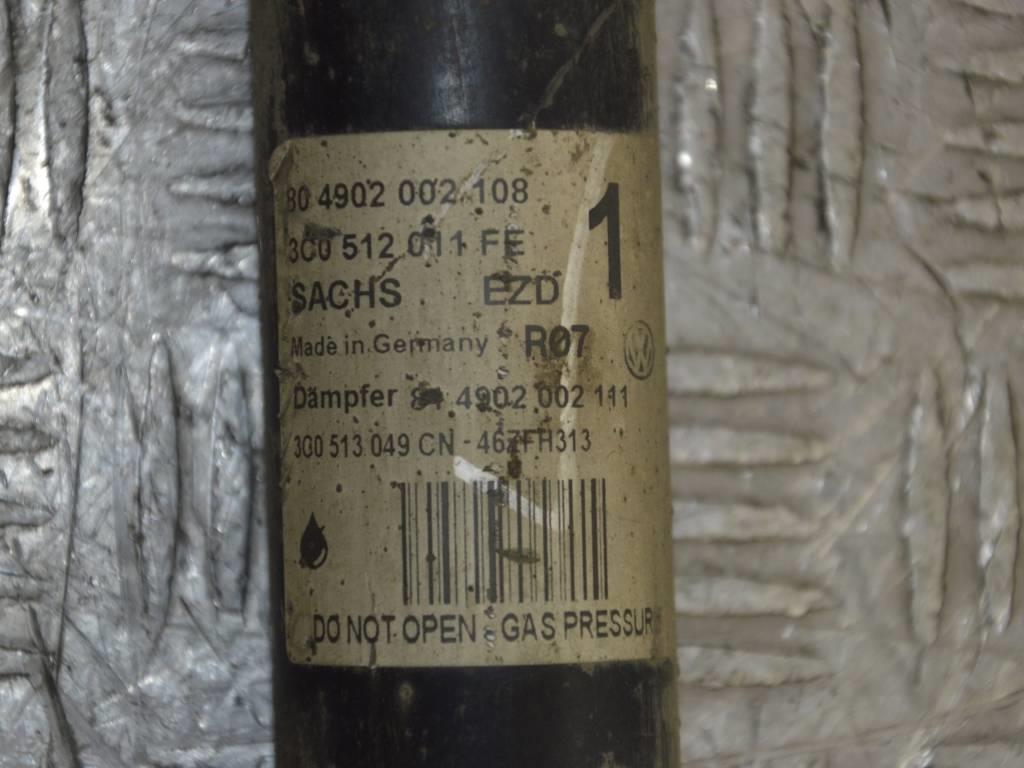 80 4902 002 108
3C0 512 011 FE
1
SACHS EZD
Made in Germany R07
Dämpfer 4902 002 111
3C0 513 049 CN - 46ZFH313
DO NOT OPEN GAS PRESSUR